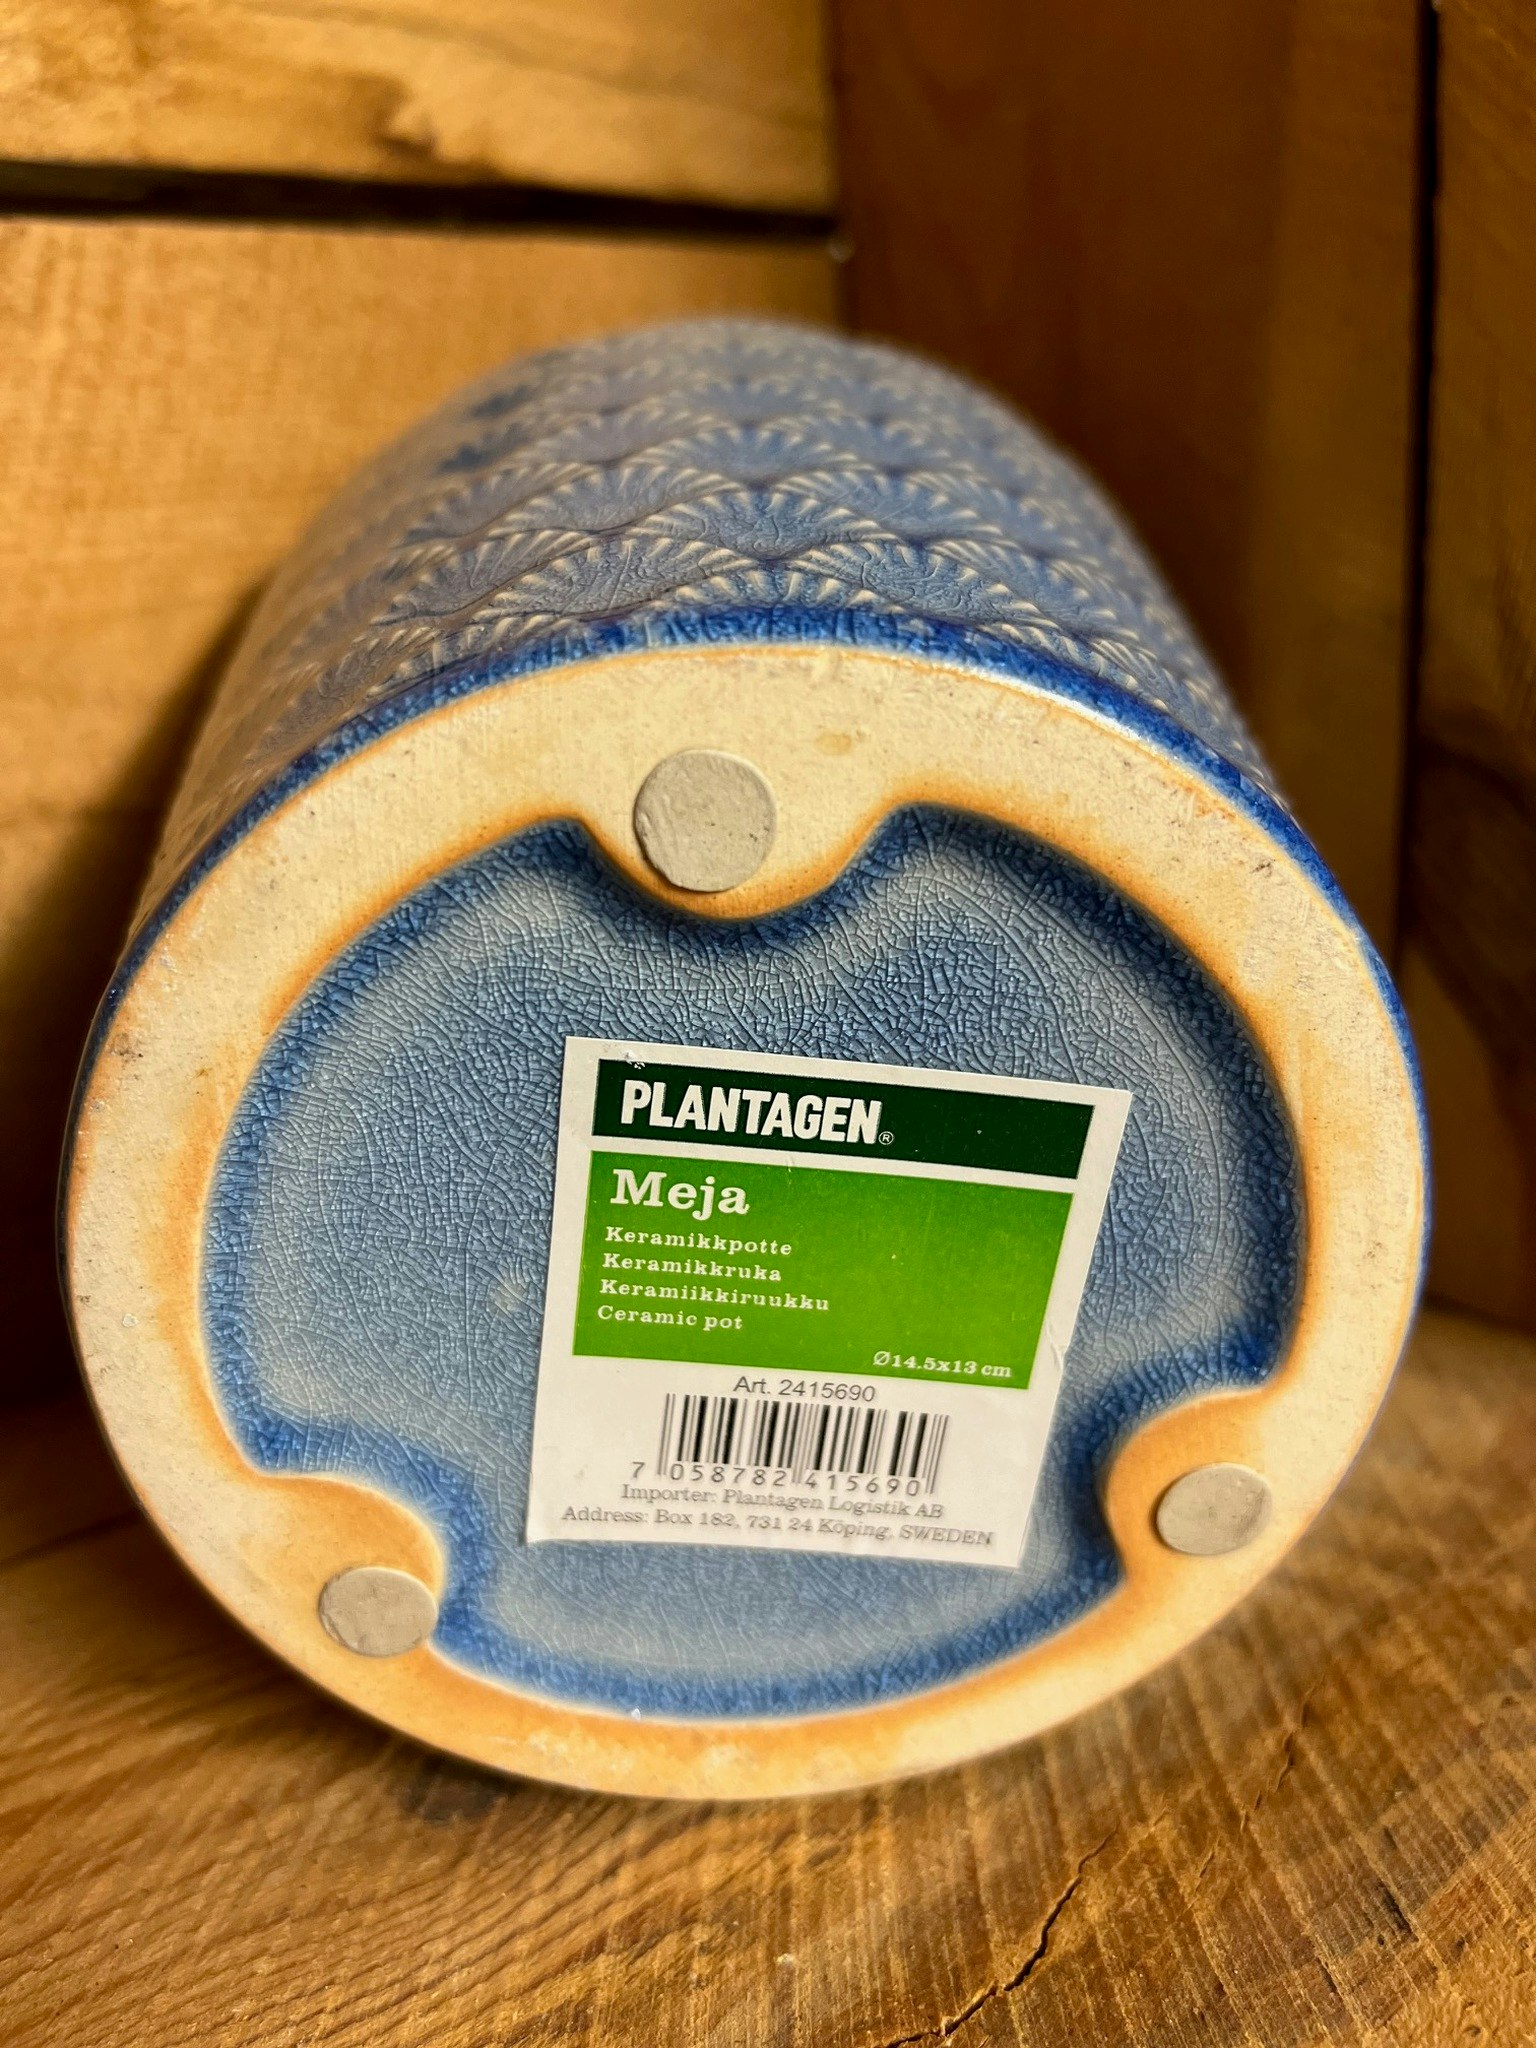 PLANTAGEN®
Meja
Keramikkpotte
Keramikkruka
Keramiikkiruukku
Ceramic pot
Ø14.5x13 cm
Art. 2415690
7 058782 415690
Importer: Plantagen Logistik AB
Address: Box 182, 731 24 Köping, SWEDEN